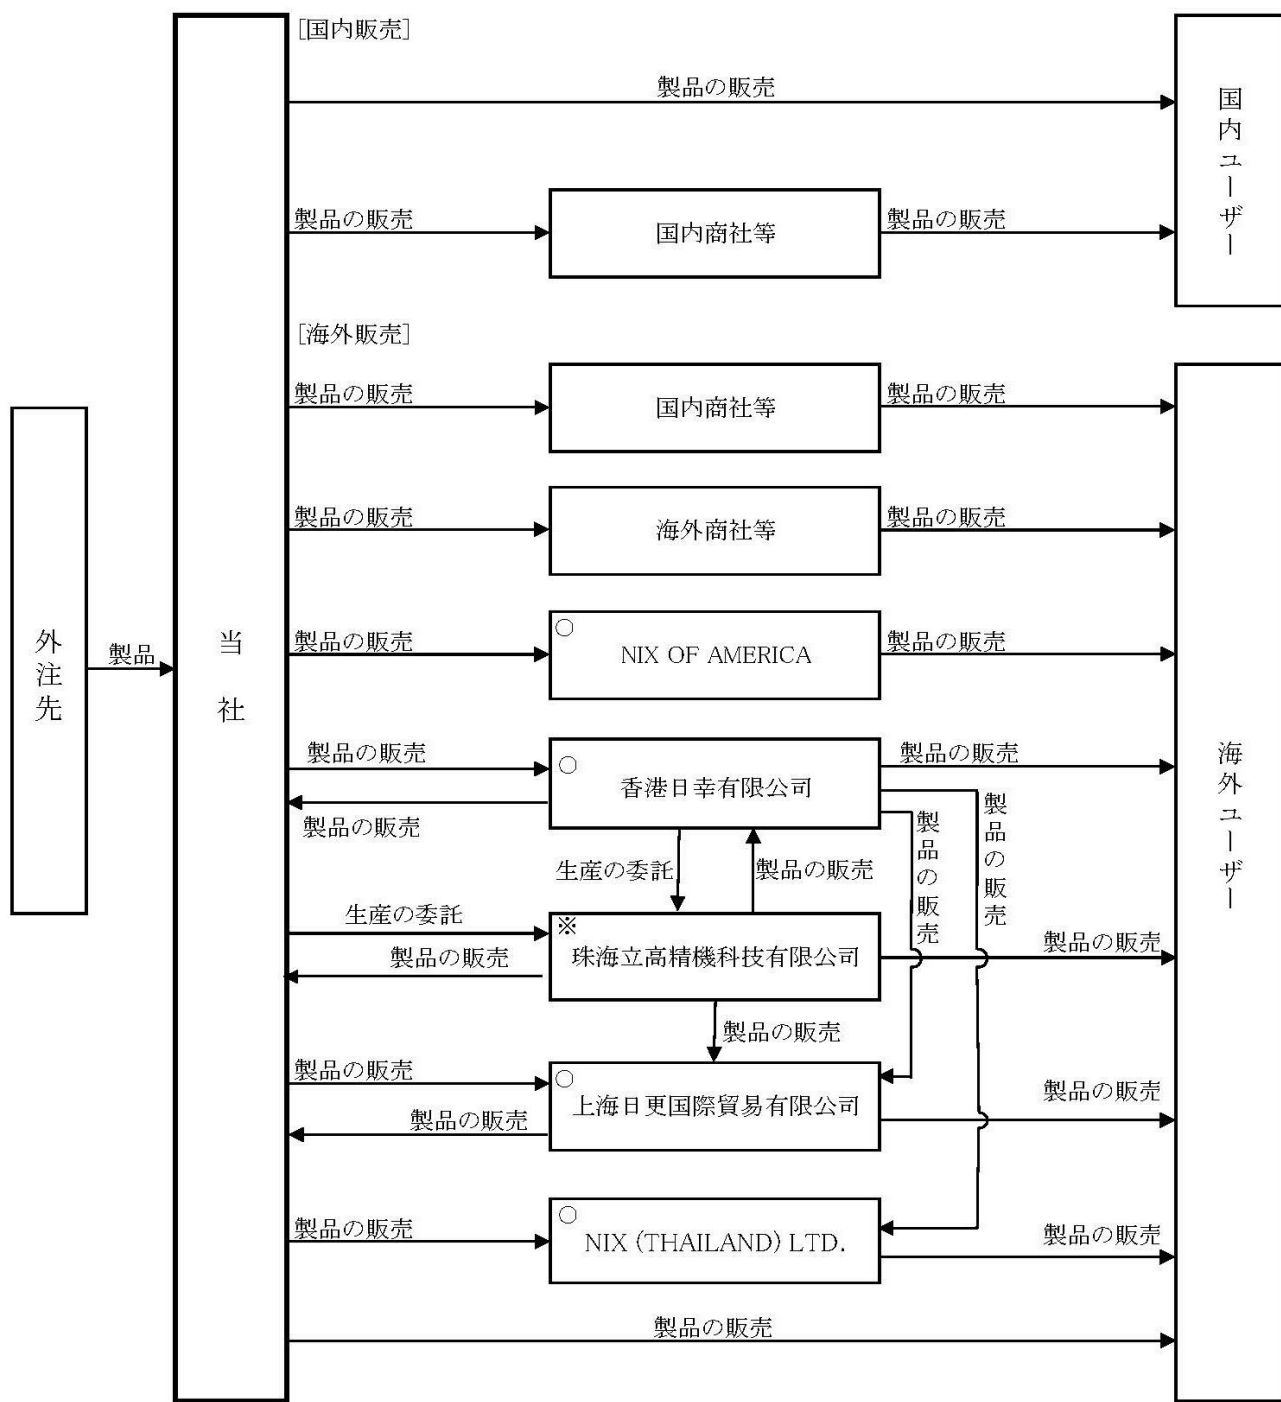 [国内販売]
製品の販売
国内ユーザー
製品の販売
国内商社等
製品の販売
[海外販売]
製品の販売
国内商社等
製品の販売
製品の販売
海外商社等
製品の販売
外注先
製品
当社
製品の販売
○
NIX OF AMERICA
製品の販売
海外ユーザー
製品の販売
○
香港日幸有限公司
製品の販売
製品の販売
製品の販売
製品の販売
生産の委託
製品の販売
生産の委託
※
珠海立高精機科技有限公司
製品の販売
製品の販売
製品の販売
製品の販売
○
上海日更国際貿易有限公司
製品の販売
製品の販売
製品の販売
○
NIX (THAILAND) LTD.
製品の販売
製品の販売